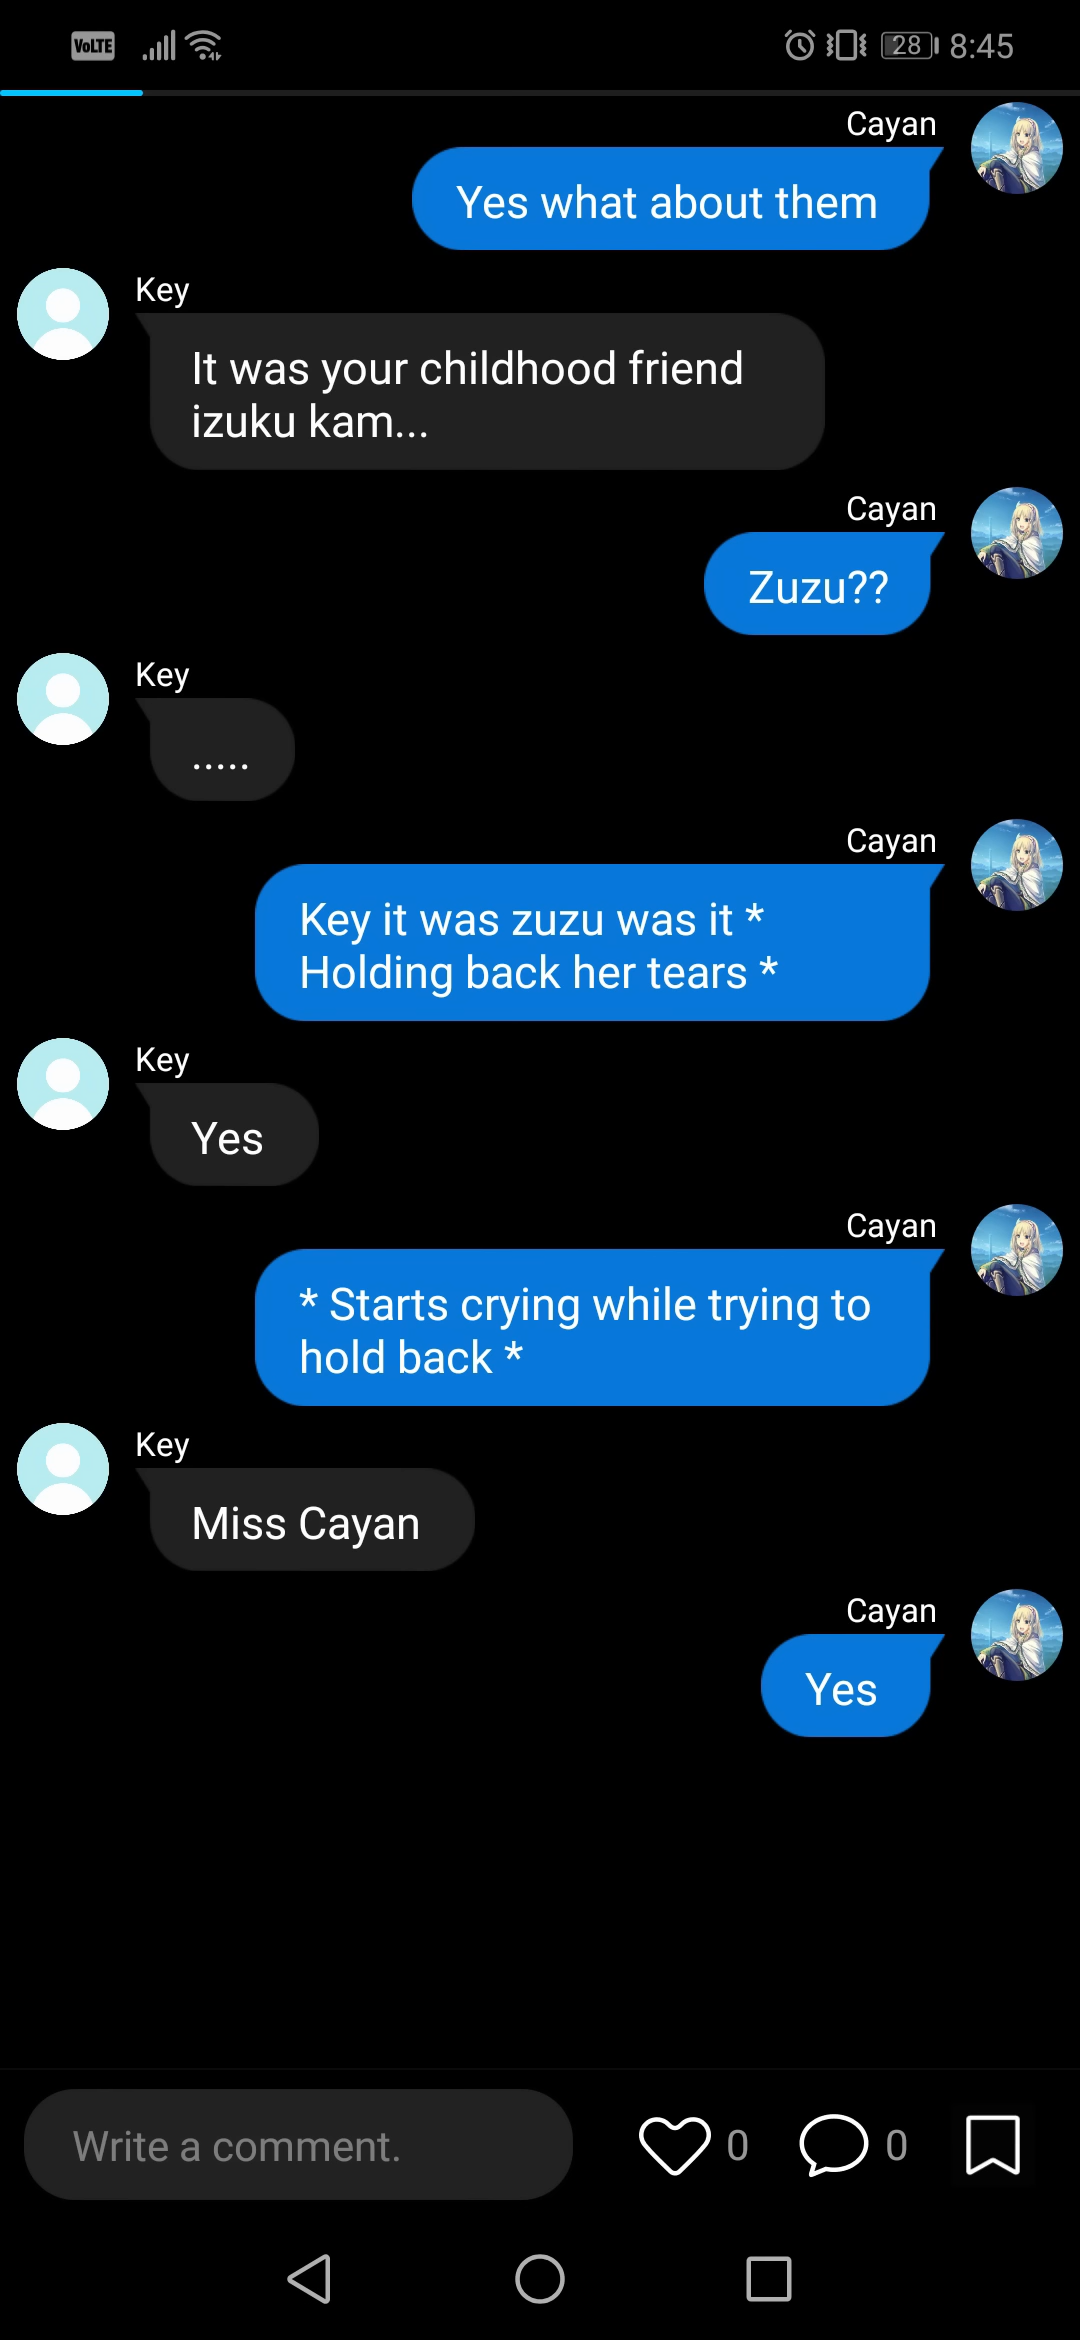 VoLTE 28 8:45
Cayan
Yes what about them
Key
It was your childhood friend
izuku kam...
Cayan
Zuzu??
Key
.....
Cayan
Key it was zuzu was it *
Holding back her tears *
Key
Yes
Cayan
* Starts crying while trying to
hold back *
Key
Miss Cayan
Cayan
Yes
Write a comment. 0 0